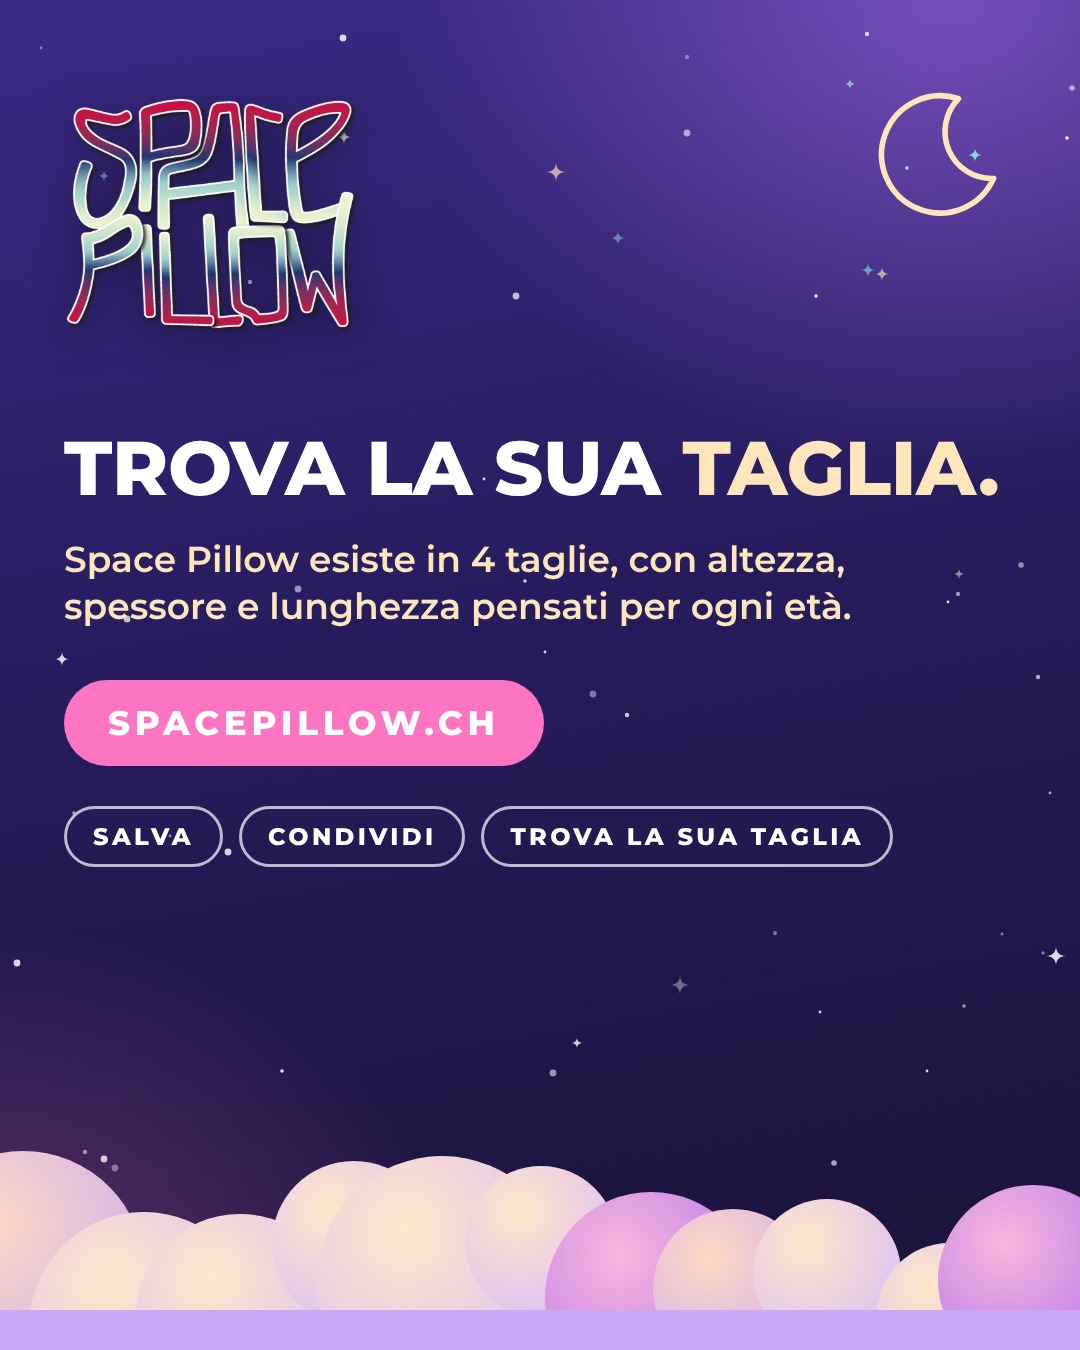 SPACE
PILLOW
TROVA LA SUA TAGLIA.
Space Pillow esiste in 4 taglie, con altezza,
spessore e lunghezza pensati per ogni età.
SPACEPILLOW.CH
SALVA
CONDIVIDI
TROVA LA SUA TAGLIA